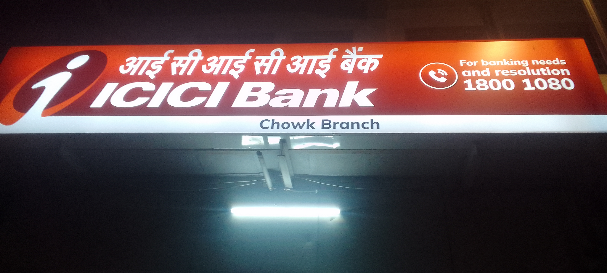 आई सी आई सी आई बैंक
ICICI Bank
Chowk Branch
For banking needs
and resolution
1800 1080